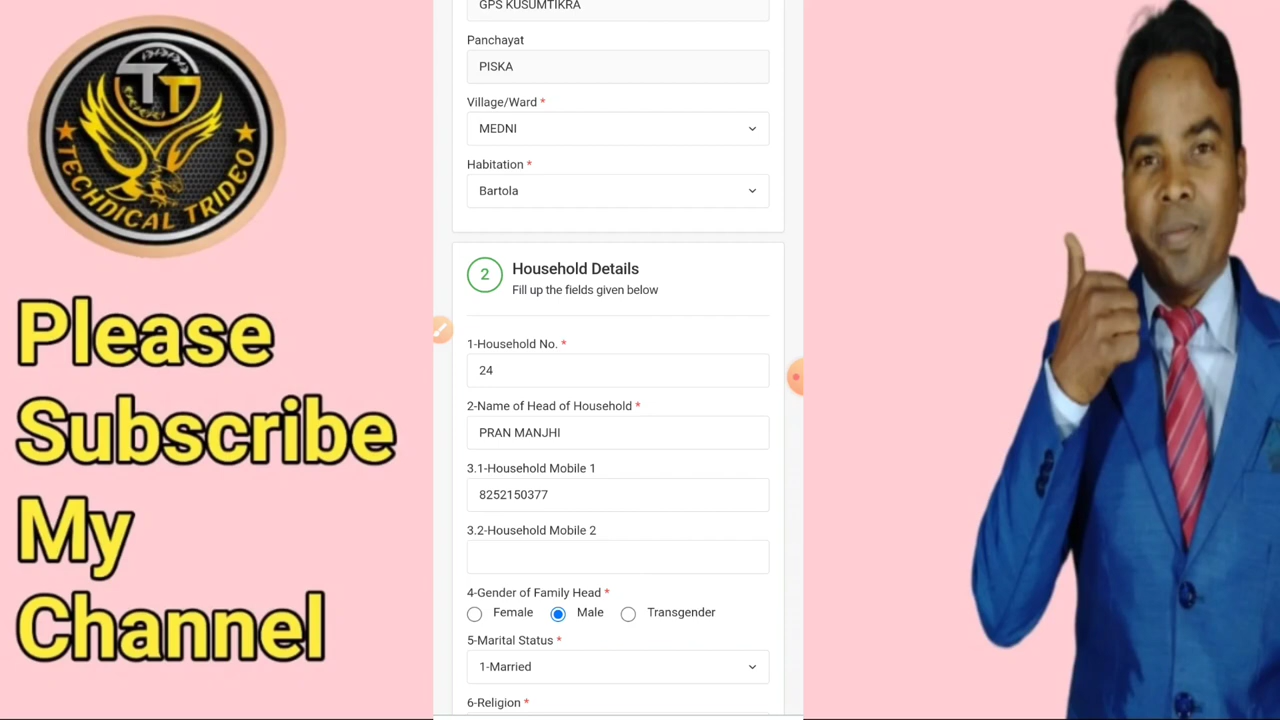 TT
TECHDICAL TRIDEO
Please
Subscribe
My
Channel
GPS KUSUMTIKRA
Panchayat
PISKA
Village/Ward *
MEDNI
Habitation *
Bartola
2
Household Details
Fill up the fields given below
1-Household No. *
24
2-Name of Head of Household *
PRAN MANJHI
3.1-Household Mobile 1
8252150377
3.2-Household Mobile 2
4-Gender of Family Head *
Female Male Transgender
5-Marital Status *
1-Married
6-Religion *